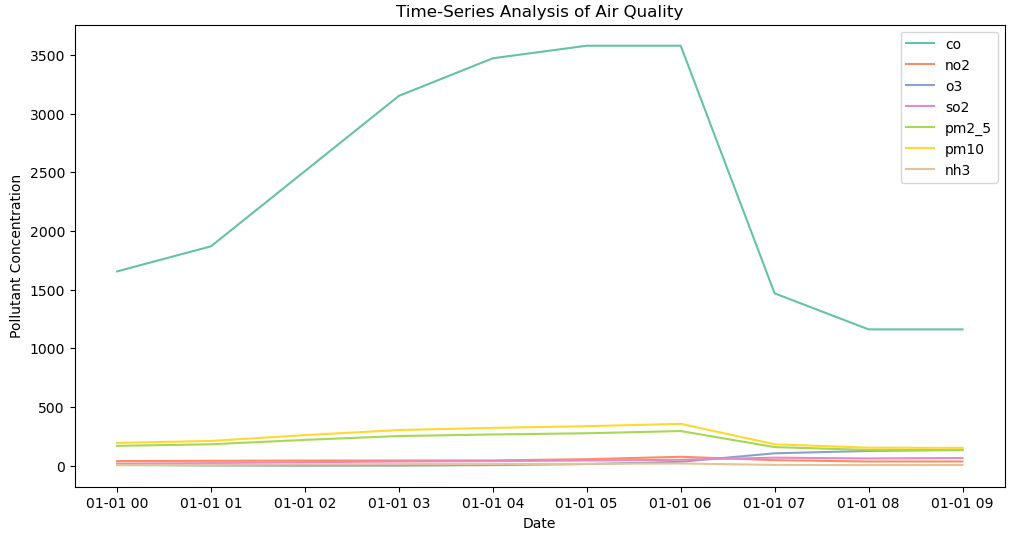 Time-Series Analysis of Air Quality
3500
3000
2500
2000
1500
1000
500
0
Pollutant Concentration
co
no2
o3
so2
pm2_5
pm10
nh3
01-01 00 01-01 01 01-01 02 01-01 03 01-01 04 01-01 05 01-01 06 01-01 07 01-01 08 01-01 09
Date